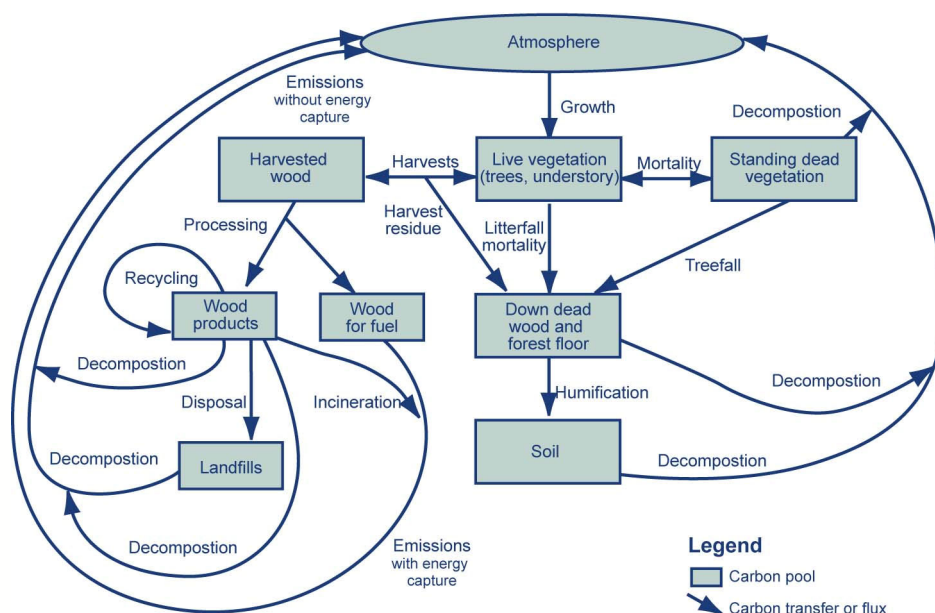 Atmosphere
Emissions
without energy
capture
Growth
Decompostion
Harvested
wood
Harvests
Live vegetation
(trees, understory)
Mortality
Standing dead
vegetation
Processing
Harvest
residue
Litterfall
mortality
Treefall
Recycling
Wood
products
Wood
for fuel
Down dead
wood and
forest floor
Decompostion
Disposal
Incineration
Humification
Decompostion
Decompostion
Landfills
Soil
Decompostion
Decompostion
Emissions
with energy
capture
Legend
Carbon pool
Carbon transfer or flux